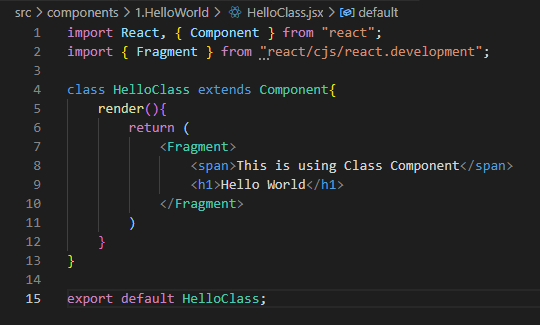 src > components > 1.HelloWorld > HelloClass.jsx > default
1 import React, { Component } from "react";
2 import { Fragment } from "react/cjs/react.development";
3
4 class HelloClass extends Component{
5     render(){
6         return (
7             <Fragment>
8                 <span>This is using Class Component</span>
9                 <h1>Hello World</h1>
10             </Fragment>
11         )
12     }
13 }
14
15 export default HelloClass;